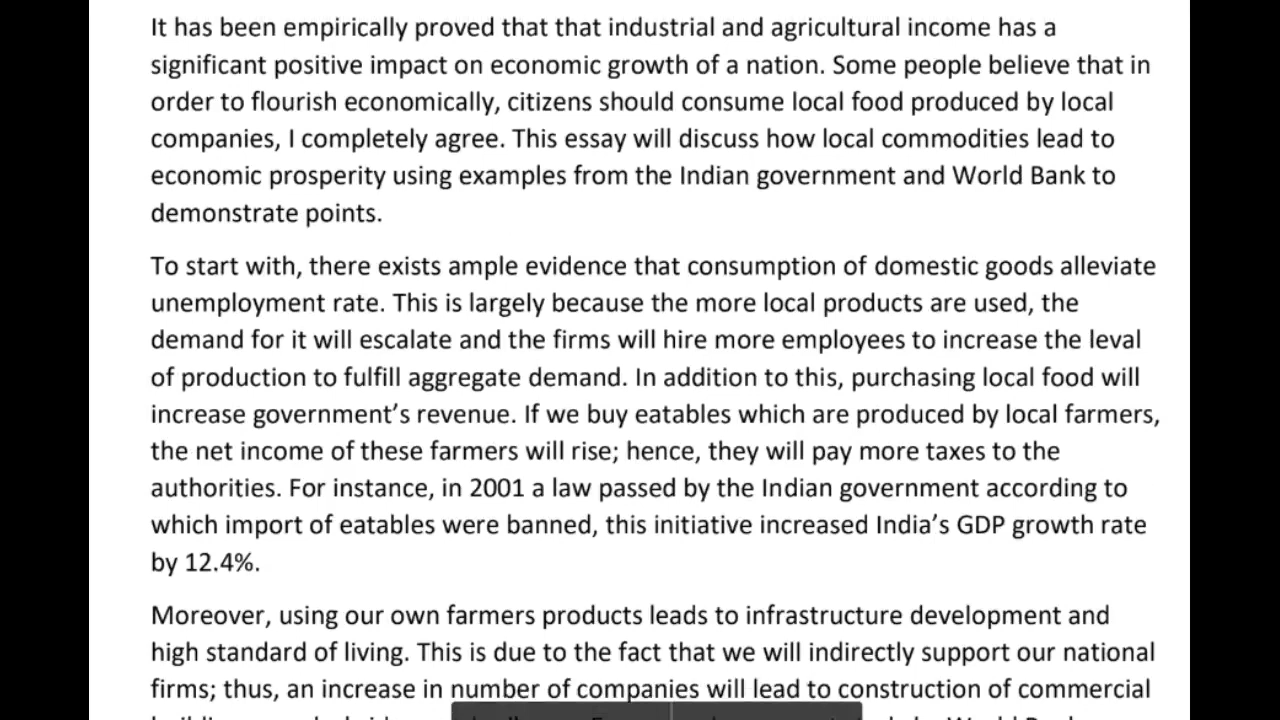 It has been empirically proved that that industrial and agricultural income has a
significant positive impact on economic growth of a nation. Some people believe that in
order to flourish economically, citizens should consume local food produced by local
companies, I completely agree. This essay will discuss how local commodities lead to
economic prosperity using examples from the Indian government and World Bank to
demonstrate points.
To start with, there exists ample evidence that consumption of domestic goods alleviate
unemployment rate. This is largely because the more local products are used, the
demand for it will escalate and the firms will hire more employees to increase the leval
of production to fulfill aggregate demand. In addition to this, purchasing local food will
increase government’s revenue. If we buy eatables which are produced by local farmers,
the net income of these farmers will rise; hence, they will pay more taxes to the
authorities. For instance, in 2001 a law passed by the Indian government according to
which import of eatables were banned, this initiative increased India’s GDP growth rate
by 12.4%.
Moreover, using our own farmers products leads to infrastructure development and
high standard of living. This is due to the fact that we will indirectly support our national
firms; thus, an increase in number of companies will lead to construction of commercial